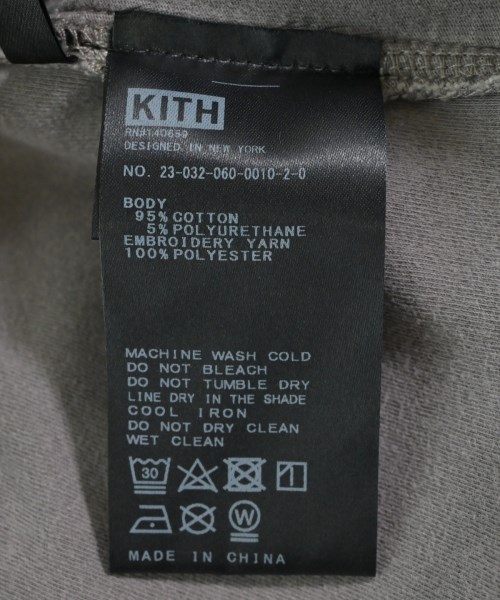 KITH
RN#140659
DESIGNED IN NEW YORK
NO. 23-032-060-0010-2-0
BODY
95% COTTON
5% POLYURETHANE
EMBROIDERY YARN
100% POLYESTER
MACHINE WASH COLD
DO NOT BLEACH
DO NOT TUMBLE DRY
LINE DRY IN THE SHADE
COOL IRON
DO NOT DRY CLEAN
WET CLEAN
30
W
MADE IN CHINA